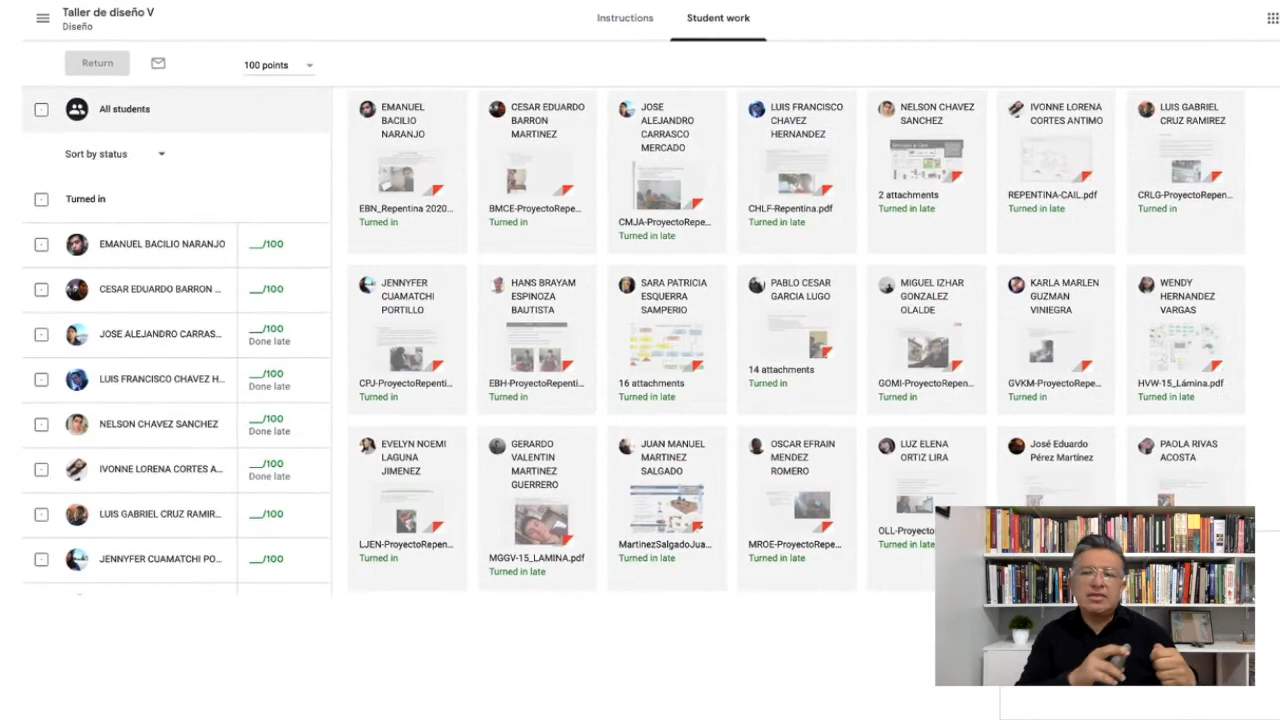 Taller de diseño V
Diseño
Instructions
Student work
Return
100 points
All students
Sort by status
Turned in
EMANUEL BACILIO NARANJO
__/100
CESAR EDUARDO BARRON ...
__/100
JOSE ALEJANDRO CARRAS...
__/100
Done late
LUIS FRANCISCO CHAVEZ H...
__/100
Done late
NELSON CHAVEZ SANCHEZ
__/100
Done late
IVONNE LORENA CORTES A...
__/100
Done late
LUIS GABRIEL CRUZ RAMIR...
__/100
JENNYFER CUAMATCHI PO...
__/100
EMANUEL
BACILIO
NARANJO
EBN_Repentina 2020...
Turned in
CESAR EDUARDO
BARRON
MARTINEZ
BMCE-ProyectoRepe...
Turned in
JOSE
ALEJANDRO
CARRASCO
MERCADO
CMJA-ProyectoRepe...
Turned in late
LUIS FRANCISCO
CHAVEZ
HERNANDEZ
CHLF-Repentina.pdf
Turned in late
NELSON CHAVEZ
SANCHEZ
2 attachments
Turned in late
IVONNE LORENA
CORTES ANTIMO
REPENTINA-CAIL.pdf
Turned in late
LUIS GABRIEL
CRUZ RAMIREZ
CRLG-ProyectoRepen...
Turned in
JENNYFER
CUAMATCHI
PORTILLO
CPJ-ProyectoRepenti...
Turned in
HANS BRAYAM
ESPINOZA
BAUTISTA
EBH-ProyectoRepenti...
Turned in
SARA PATRICIA
ESQUERRA
SAMPERIO
16 attachments
Turned in late
PABLO CESAR
GARCIA LUGO
14 attachments
Turned in
MIGUEL IZHAR
GONZALEZ
OLALDE
GOMI-ProyectoRepen...
Turned in late
KARLA MARLEN
GUZMAN
VINIEGRA
GVKM-ProyectoRepe...
Turned in
WENDY
HERNANDEZ
VARGAS
HVW-15_Lámina.pdf
Turned in late
EVELYN NOEMI
LAGUNA
JIMENEZ
LJEN-ProyectoRepen...
Turned in
GERARDO
VALENTIN
MARTINEZ
GUERRERO
MGGV-15_LAMINA.pdf
Turned in late
JUAN MANUEL
MARTINEZ
SALGADO
MartinezSalgadoJua...
Turned in late
OSCAR EFRAIN
MENDEZ
ROMERO
MROE-ProyectoRepe...
Turned in
LUZ ELENA
ORTIZ LIRA
OLL-Proyecto
Turned in late
José Eduardo
Pérez Martínez
PAOLA RIVAS
ACOSTA